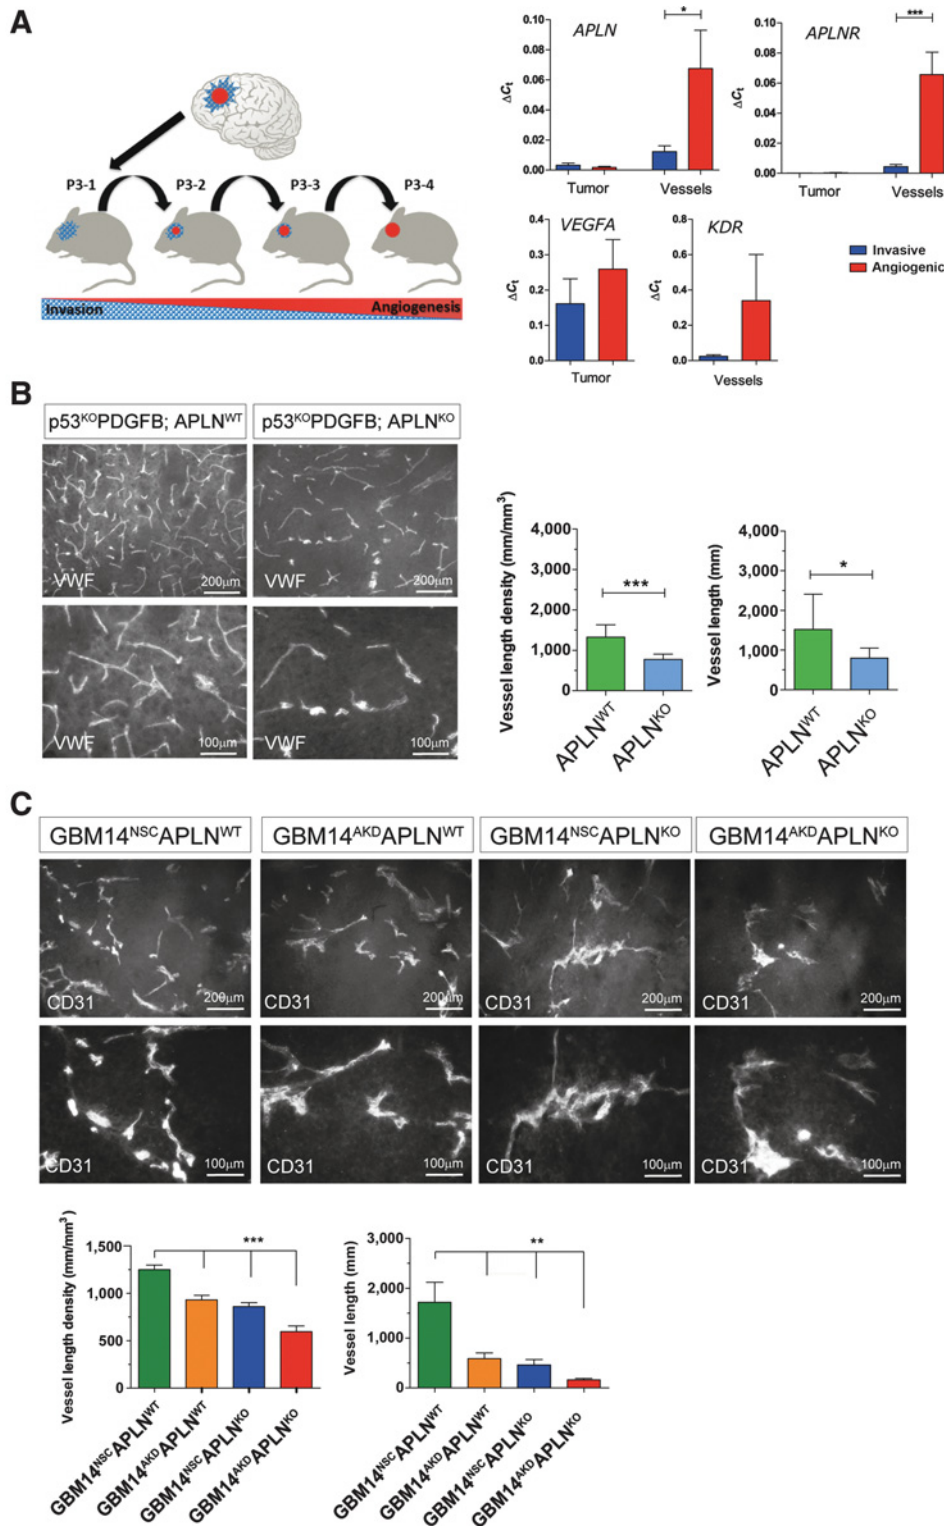 A
P3-1 P3-2 P3-3 P3-4
Invasion Angiogenesis
APLN
ΔCt
0.10
0.08
0.06
0.04
0.02
0.00
*
Tumor Vessels
APLNR
ΔCt
0.10
0.08
0.06
0.04
0.02
0.00
***
Tumor Vessels
VEGFA
ΔCt
0.4
0.3
0.2
0.1
0.0
Tumor
KDR
ΔCt
0.8
0.6
0.4
0.2
0.0
Vessels
Invasive
Angiogenic
B
p53KOPDGFB; APLNWT p53KOPDGFB; APLNKO
VWF 200μm VWF 200μm
VWF 100μm VWF 100μm
Vessel length density (mm/mm3)
4,000
3,000
2,000
1,000
0
***
APLNWT APLNKO
Vessel length (mm)
4,000
3,000
2,000
1,000
0
*
APLNWT APLNKO
C
GBM14NSCAPLNWT GBM14AKDAPLNWT GBM14NSCAPLNKO GBM14AKDAPLNKO
CD31 200μm CD31 200μm CD31 200μm CD31 200μm
CD31 100μm CD31 100μm CD31 100μm CD31 100μm
Vessel length density (mm/mm3)
1,500
1,000
500
0
***
GBM14NSCAPLNWT GBM14AKDAPLNWT GBM14NSCAPLNKO GBM14AKDAPLNKO
Vessel length (mm)
3,000
2,000
1,000
0
**
GBM14NSCAPLNWT GBM14AKDAPLNWT GBM14NSCAPLNKO GBM14AKDAPLNKO